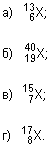 а) ¹³₆X;
б) ⁴⁰₁₉X;
в) ¹⁵₇X;
г) ¹⁷₈X.